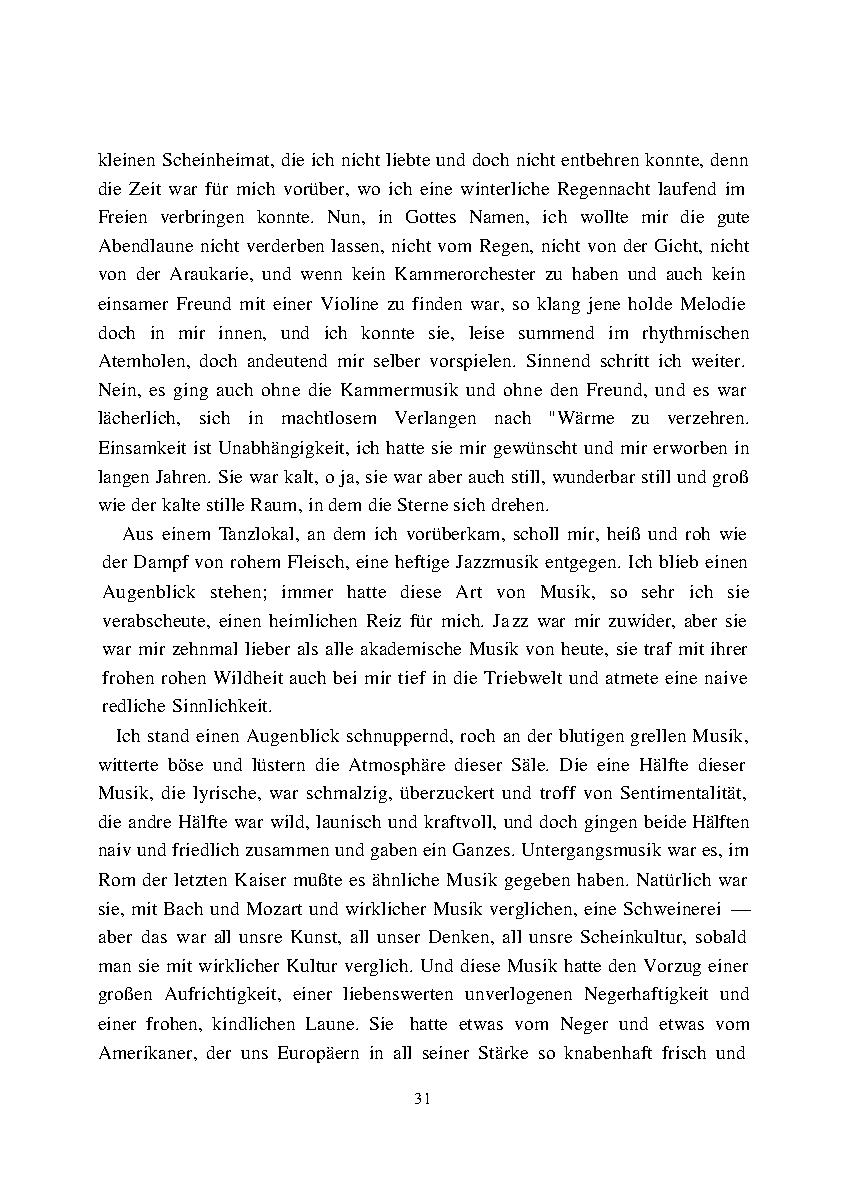 kleinen Scheinheimat, die ich nicht liebte und doch nicht entbehren konnte, denn
die Zeit war für mich vorüber, wo ich eine winterliche Regennacht laufend im
Freien verbringen konnte. Nun, in Gottes Namen, ich wollte mir die gute
Abendlaune nicht verderben lassen, nicht vom Regen, nicht von der Gicht, nicht
von der Araukarie, und wenn kein Kammerorchester zu haben und auch kein
einsamer Freund mit einer Violine zu finden war, so klang jene holde Melodie
doch in mir innen, und ich konnte sie, leise summend im rhythmischen
Atemholen, doch andeutend mir selber vorspielen. Sinnend schritt ich weiter.
Nein, es ging auch ohne die Kammermusik und ohne den Freund, und es war
lächerlich, sich in machtlosem Verlangen nach "Wärme zu verzehren.
Einsamkeit ist Unabhängigkeit, ich hatte sie mir gewünscht und mir erworben in
langen Jahren. Sie war kalt, o ja, sie war aber auch still, wunderbar still und groß
wie der kalte stille Raum, in dem die Sterne sich drehen.
Aus einem Tanzlokal, an dem ich vorüberkam, scholl mir, heiß und roh wie
der Dampf von rohem Fleisch, eine heftige Jazzmusik entgegen. Ich blieb einen
Augenblick stehen; immer hatte diese Art von Musik, so sehr ich sie
verabscheute, einen heimlichen Reiz für mich. Jazz war mir zuwider, aber sie
war mir zehnmal lieber als alle akademische Musik von heute, sie traf mit ihrer
frohen rohen Wildheit auch bei mir tief in die Triebwelt und atmete eine naive
redliche Sinnlichkeit.
Ich stand einen Augenblick schnuppernd, roch an der blutigen grellen Musik,
witterte böse und lüstern die Atmosphäre dieser Säle. Die eine Hälfte dieser
Musik, die lyrische, war schmalzig, überzuckert und troff von Sentimentalität,
die andre Hälfte war wild, launisch und kraftvoll, und doch gingen beide Hälften
naiv und friedlich zusammen und gaben ein Ganzes. Untergangsmusik war es, im
Rom der letzten Kaiser mußte es ähnliche Musik gegeben haben. Natürlich war
sie, mit Bach und Mozart und wirklicher Musik verglichen, eine Schweinerei —
aber das war all unsre Kunst, all unser Denken, all unsre Scheinkultur, sobald
man sie mit wirklicher Kultur verglich. Und diese Musik hatte den Vorzug einer
großen Aufrichtigkeit, einer liebenswerten unverlogenen Negerhaftigkeit und
einer frohen, kindlichen Laune. Sie hatte etwas vom Neger und etwas vom
Amerikaner, der uns Europäern in all seiner Stärke so knabenhaft frisch und
31